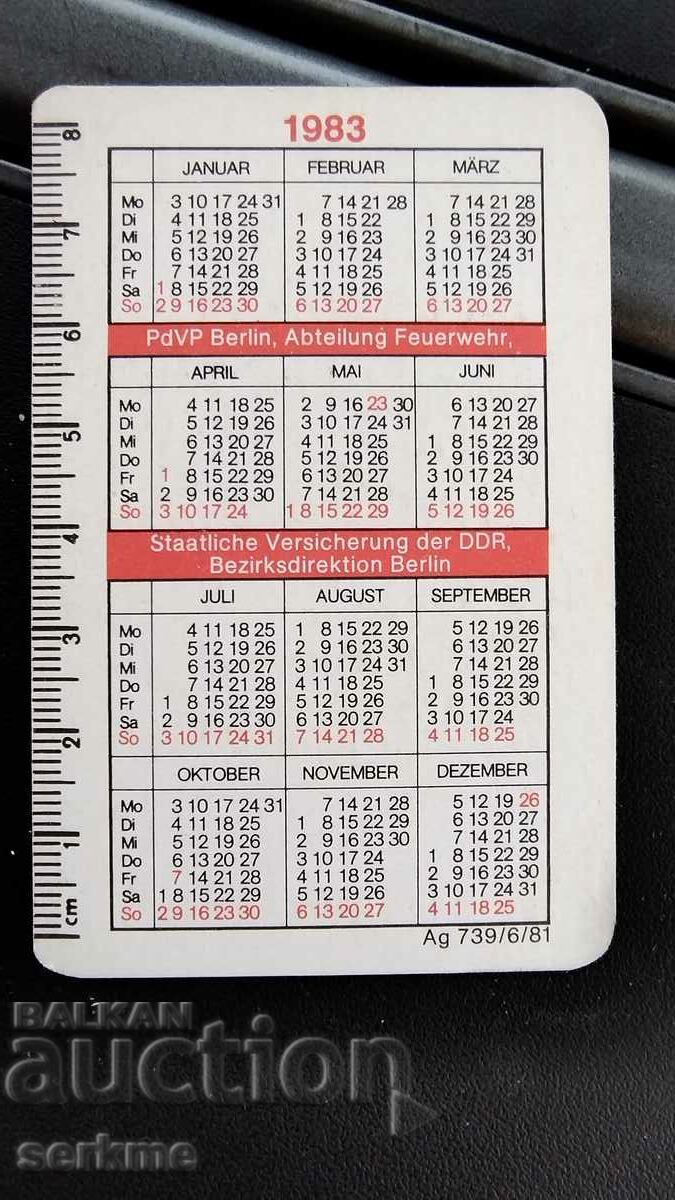 1983
JANUAR FEBRUAR MÄRZ
Mo 3 10 17 24 31 7 14 21 28 7 14 21 28
Di 4 11 18 25 1 8 15 22 1 8 15 22 29
Mi 5 12 19 26 2 9 16 23 2 9 16 23 30
Do 6 13 20 27 3 10 17 24 3 10 17 24 31
Fr 7 14 21 28 4 11 18 25 4 11 18 25
Sa 1 8 15 22 29 5 12 19 26 5 12 19 26
So 2 9 16 23 30 6 13 20 27 6 13 20 27
PdVP Berlin, Abteilung Feuerwehr,
APRIL MAI JUNI
Mo 4 11 18 25 2 9 16 23 30 6 13 20 27
Di 5 12 19 26 3 10 17 24 31 7 14 21 28
Mi 6 13 20 27 4 11 18 25 1 8 15 22 29
Do 7 14 21 28 5 12 19 26 2 9 16 23 30
Fr 1 8 15 22 29 6 13 20 27 3 10 17 24
Sa 2 9 16 23 30 7 14 21 28 4 11 18 25
So 3 10 17 24 1 8 15 22 29 5 12 19 26
Staatliche Versicherung der DDR,
Bezirksdirektion Berlin
JULI AUGUST SEPTEMBER
Mo 4 11 18 25 1 8 15 22 29 5 12 19 26
Di 5 12 19 26 2 9 16 23 30 6 13 20 27
Mi 6 13 20 27 3 10 17 24 31 7 14 21 28
Do 7 14 21 28 4 11 18 25 1 8 15 22 29
Fr 1 8 15 22 29 5 12 19 26 2 9 16 23 30
Sa 2 9 16 23 30 6 13 20 27 3 10 17 24
So 3 10 17 24 31 7 14 21 28 4 11 18 25
OKTOBER NOVEMBER DEZEMBER
Mo 3 10 17 24 31 7 14 21 28 5 12 19 26
Di 4 11 18 25 1 8 15 22 29 6 13 20 27
Mi 5 12 19 26 2 9 16 23 30 7 14 21 28
Do 6 13 20 27 3 10 17 24 1 8 15 22 29
Fr 7 14 21 28 4 11 18 25 2 9 16 23 30
Sa 1 8 15 22 29 5 12 19 26 3 10 17 24 31
So 2 9 16 23 30 6 13 20 27 4 11 18 25
Ag 739/6/81
8
7
6
5
4
3
2
1
cm
BALKAN
auction
serkme